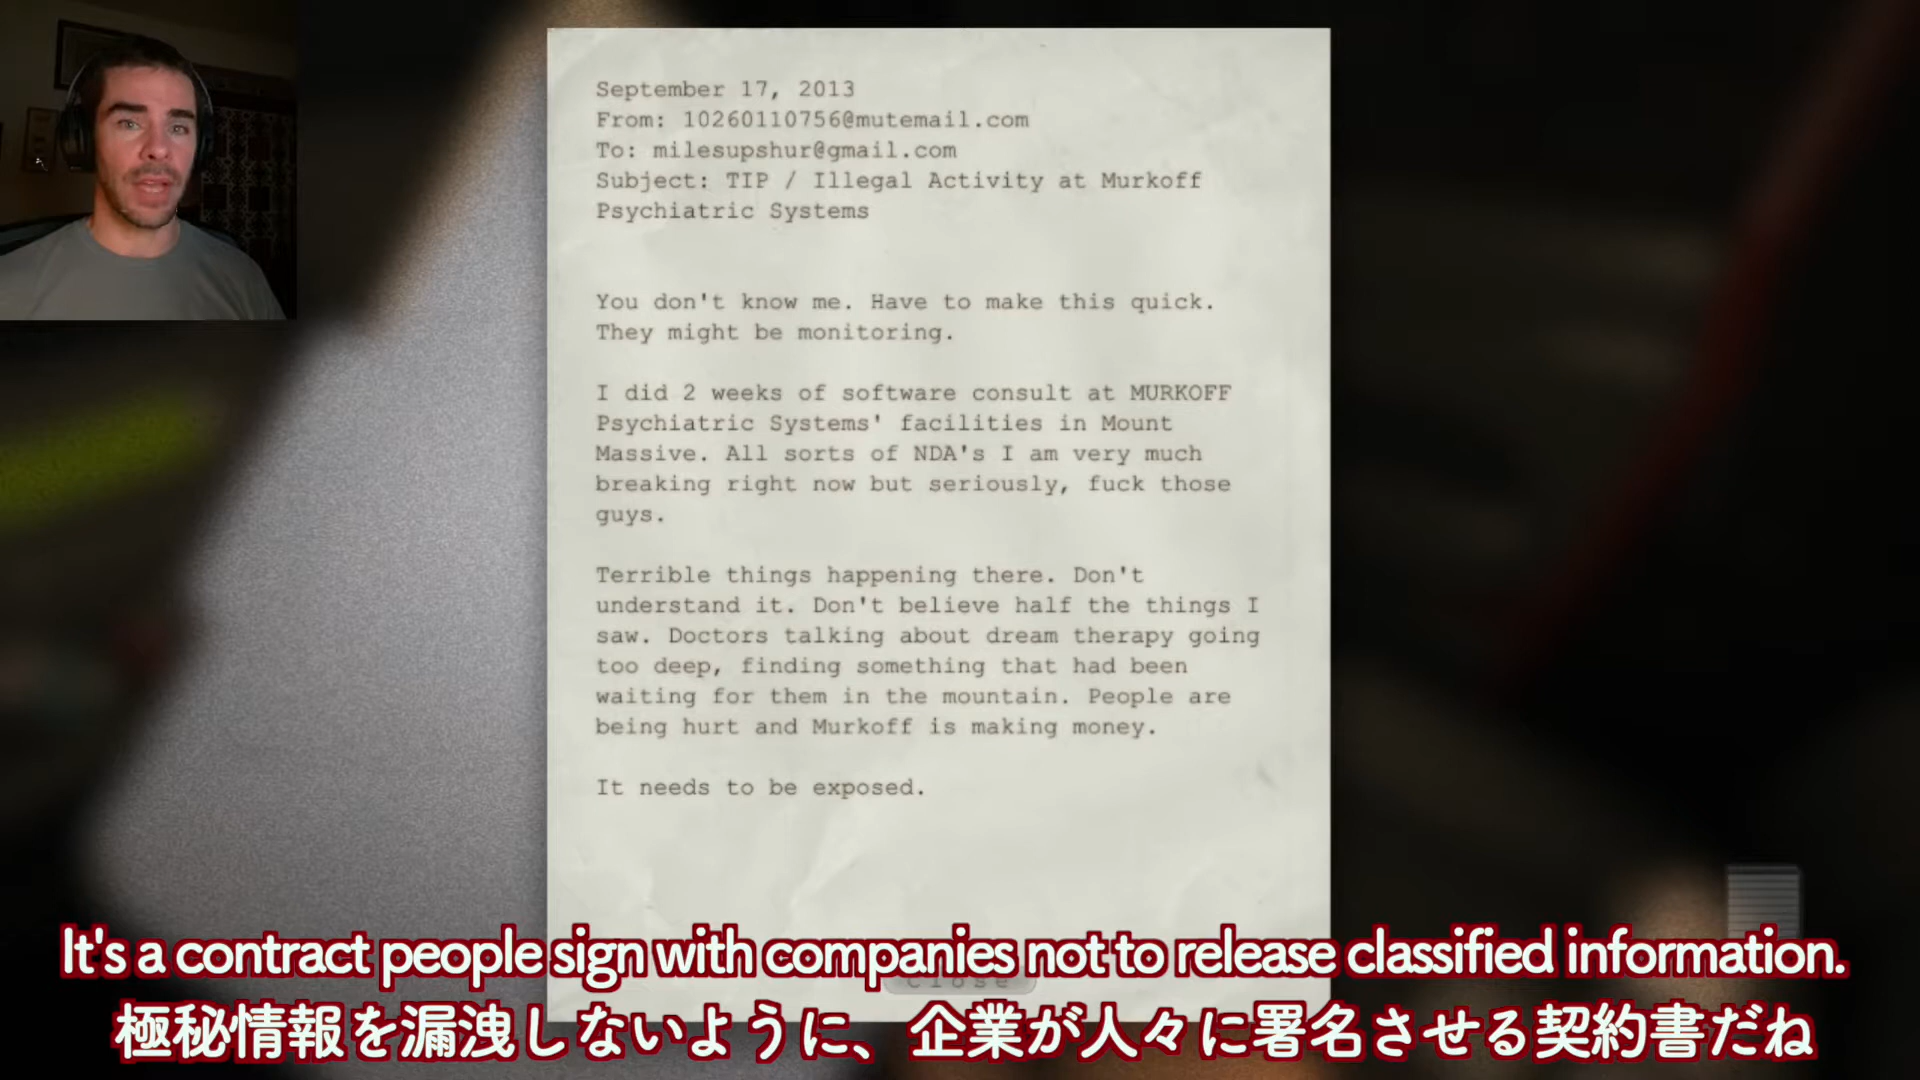 September 17, 2013
From: 10260110756@mutemail.com
To: milesupshur@gmail.com
Subject: TIP / Illegal Activity at Murkoff
Psychiatric Systems
You don't know me. Have to make this quick.
They might be monitoring.
I did 2 weeks of software consult at MURKOFF
Psychiatric Systems' facilities in Mount
Massive. All sorts of NDA's I am very much
breaking right now but seriously, fuck those
guys.
Terrible things happening there. Don't
understand it. Don't believe half the things I
saw. Doctors talking about dream therapy going
too deep, finding something that had been
waiting for them in the mountain. People are
being hurt and Murkoff is making money.
It needs to be exposed.
It's a contract people sign with companies not to release classified information.
Close
極秘情報を漏洩しないように、企業が人々に署名させる契約書だね